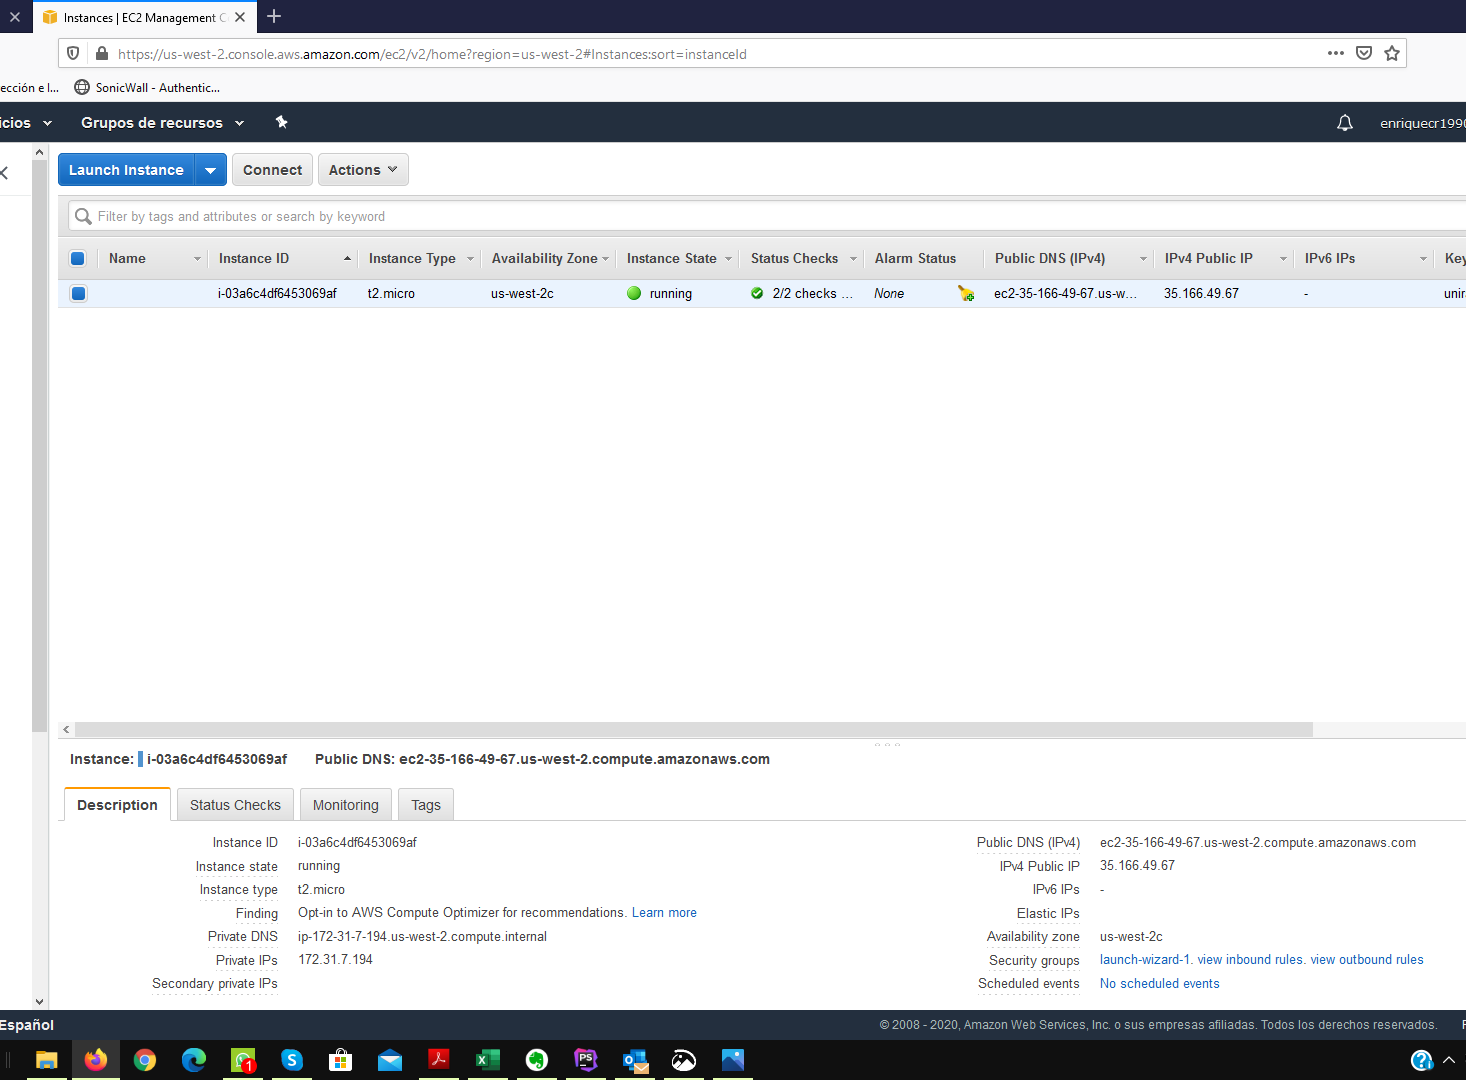 Instances | EC2 Management C
https://us-west-2.console.aws.amazon.com/ec2/v2/home?region=us-west-2#Instances:sort=instanceId
ección e I... SonicWall - Authentic...
icios Grupos de recursos enriquecr1990
Launch Instance Connect Actions
Filter by tags and attributes or search by keyword
Name Instance ID Instance Type Availability Zone Instance State Status Checks Alarm Status Public DNS (IPv4) IPv4 Public IP IPv6 IPs Key
i-03a6c4df6453069af t2.micro us-west-2c running 2/2 checks ... None ec2-35-166-49-67.us-w... 35.166.49.67 - unir
Instance: i-03a6c4df6453069af Public DNS: ec2-35-166-49-67.us-west-2.compute.amazonaws.com
Description Status Checks Monitoring Tags
Instance ID i-03a6c4df6453069af Public DNS (IPv4) ec2-35-166-49-67.us-west-2.compute.amazonaws.com
Instance state running IPv4 Public IP 35.166.49.67
Instance type t2.micro IPv6 IPs -
Finding Opt-in to AWS Compute Optimizer for recommendations. Learn more Elastic IPs
Private DNS ip-172-31-7-194.us-west-2.compute.internal Availability zone us-west-2c
Private IPs 172.31.7.194 Security groups launch-wizard-1. view inbound rules. view outbound rules
Secondary private IPs Scheduled events No scheduled events
Español © 2008 - 2020, Amazon Web Services, Inc. o sus empresas afiliadas. Todos los derechos reservados.
1 PS